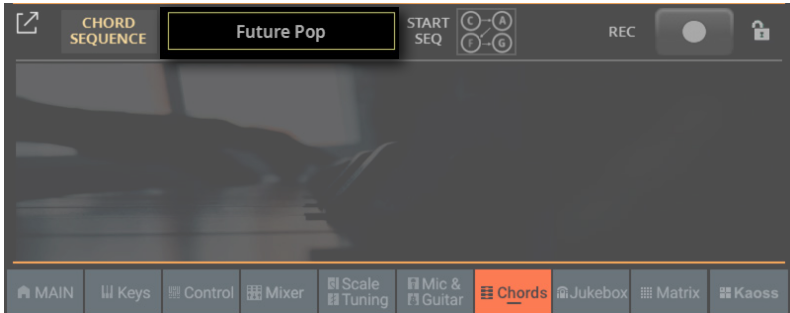 CHORD
SEQUENCE
Future Pop
START
SEQ
C A
F G
REC
MAIN
Keys
Control
Mixer
Scale
Tuning
Mic &
Guitar
Chords
Jukebox
Matrix
Kaoss